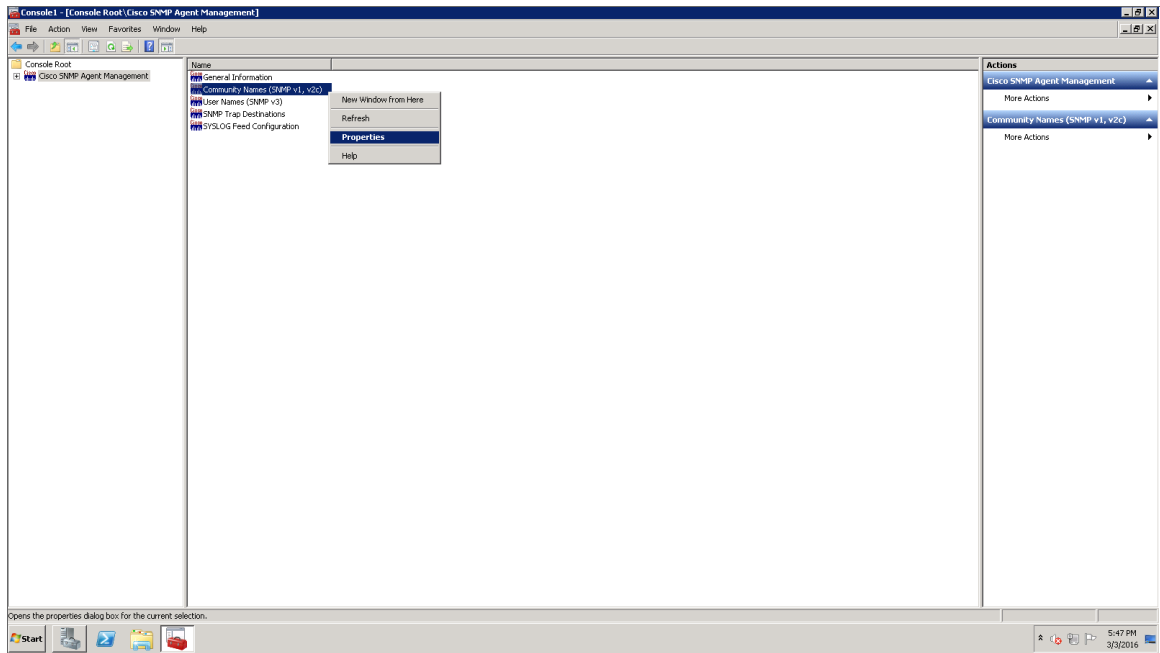 Console1 - [Console Root\Cisco SNMP Agent Management]
File Action View Favorites Window Help
Console Root
Cisco SNMP Agent Management
Name
General Information
Community Names (SNMP v1, v2c)
User Names (SNMP v3)
SNMP Trap Destinations
SYSLOG Feed Configuration
New Window from Here
Refresh
Properties
Help
Actions
Cisco SNMP Agent Management
More Actions
Community Names (SNMP v1, v2c)
More Actions
Opens the properties dialog box for the current selection.
Start
5:47 PM
3/3/2016